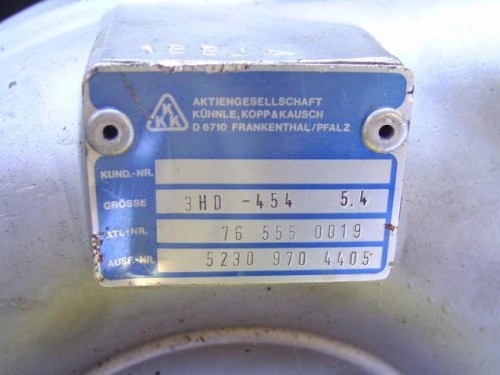 K
KKK
AKTIENGESELLSCHAFT
KÜHNLE, KOPP & KAUSCH
D 6710 FRANKENTHAL/PFALZ
KUND.-NR.
GRÖSSE 3HD -454 5.4
ATL-NR. 76 555 0019
AUSF.-NR. 5230 970 4405